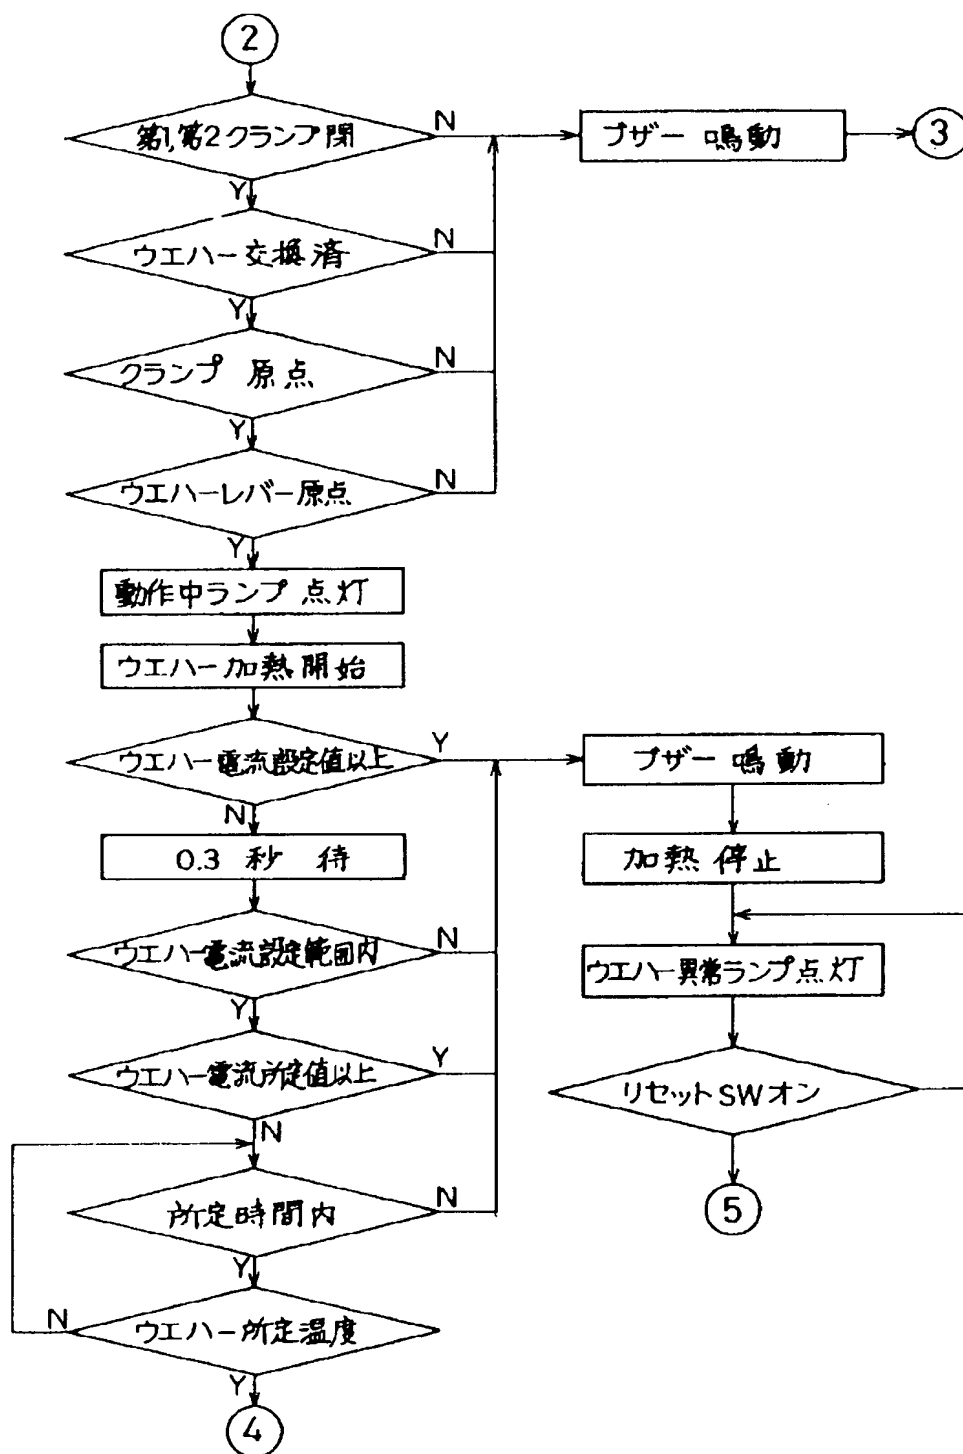 2
第1,第2クランプ閉
N
ブザー 鳴動
3
Y
ウエハー交換済
N
Y
クランプ 原点
N
Y
ウエハーレバー原点
N
Y
動作中ランプ 点灯
ウエハー加熱開始
ウエハー電流設定値以上
Y
ブザー 鳴動
N
0.3 秒 待
加熱 停止
ウエハー電流設定範囲内
N
ウエハー異常ランプ点灯
Y
ウエハー電流所定値以上
Y
リセットSWオン
N
所定時間内
N
5
Y
ウエハー所定温度
N
Y
4